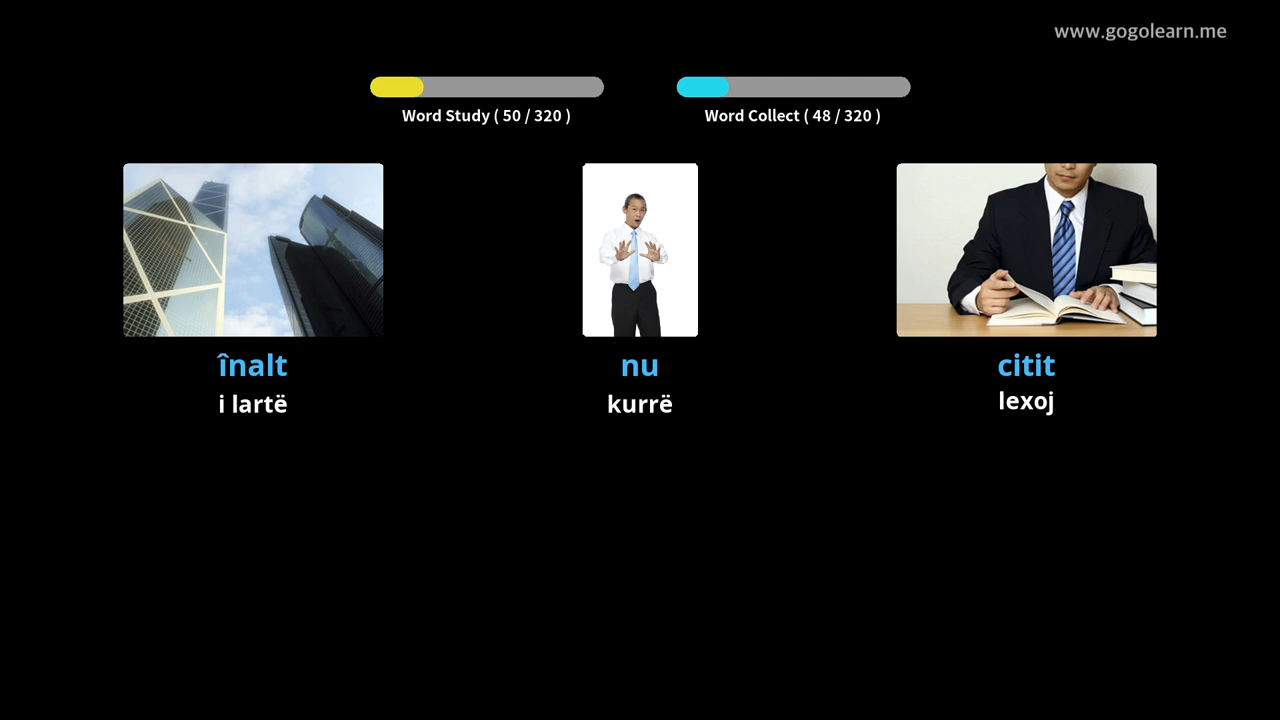 www.gogolearn.me
Word Study ( 50 / 320 )
Word Collect ( 48 / 320 )
înalt
i lartë
nu
kurrë
citit
lexoj